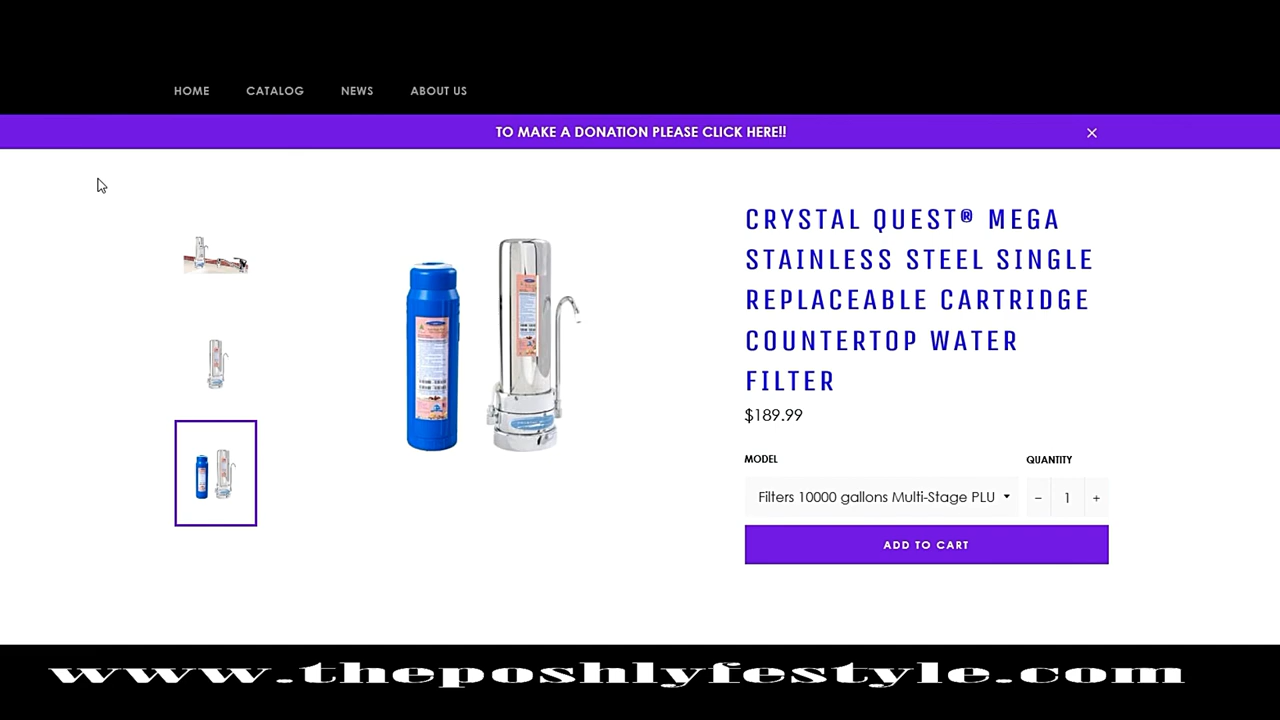 HOME CATALOG NEWS ABOUT US
TO MAKE A DONATION PLEASE CLICK HERE!!
CRYSTAL QUEST® MEGA
STAINLESS STEEL SINGLE
REPLACEABLE CARTRIDGE
COUNTERTOP WATER
FILTER
$189.99
MODEL QUANTITY
Filters 10000 gallons Multi-Stage PLU 1
ADD TO CART
www.theposhlyfestyle.com